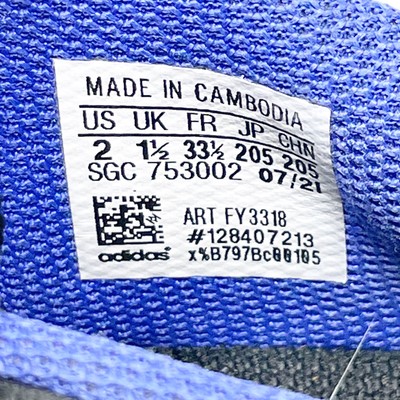 MADE IN CAMBODIA
US UK FR JP CHN
2 1½ 33½ 205 205
SGC 753002 07/21
ART FY3318
#128407213
adidas x%B797Bc00105